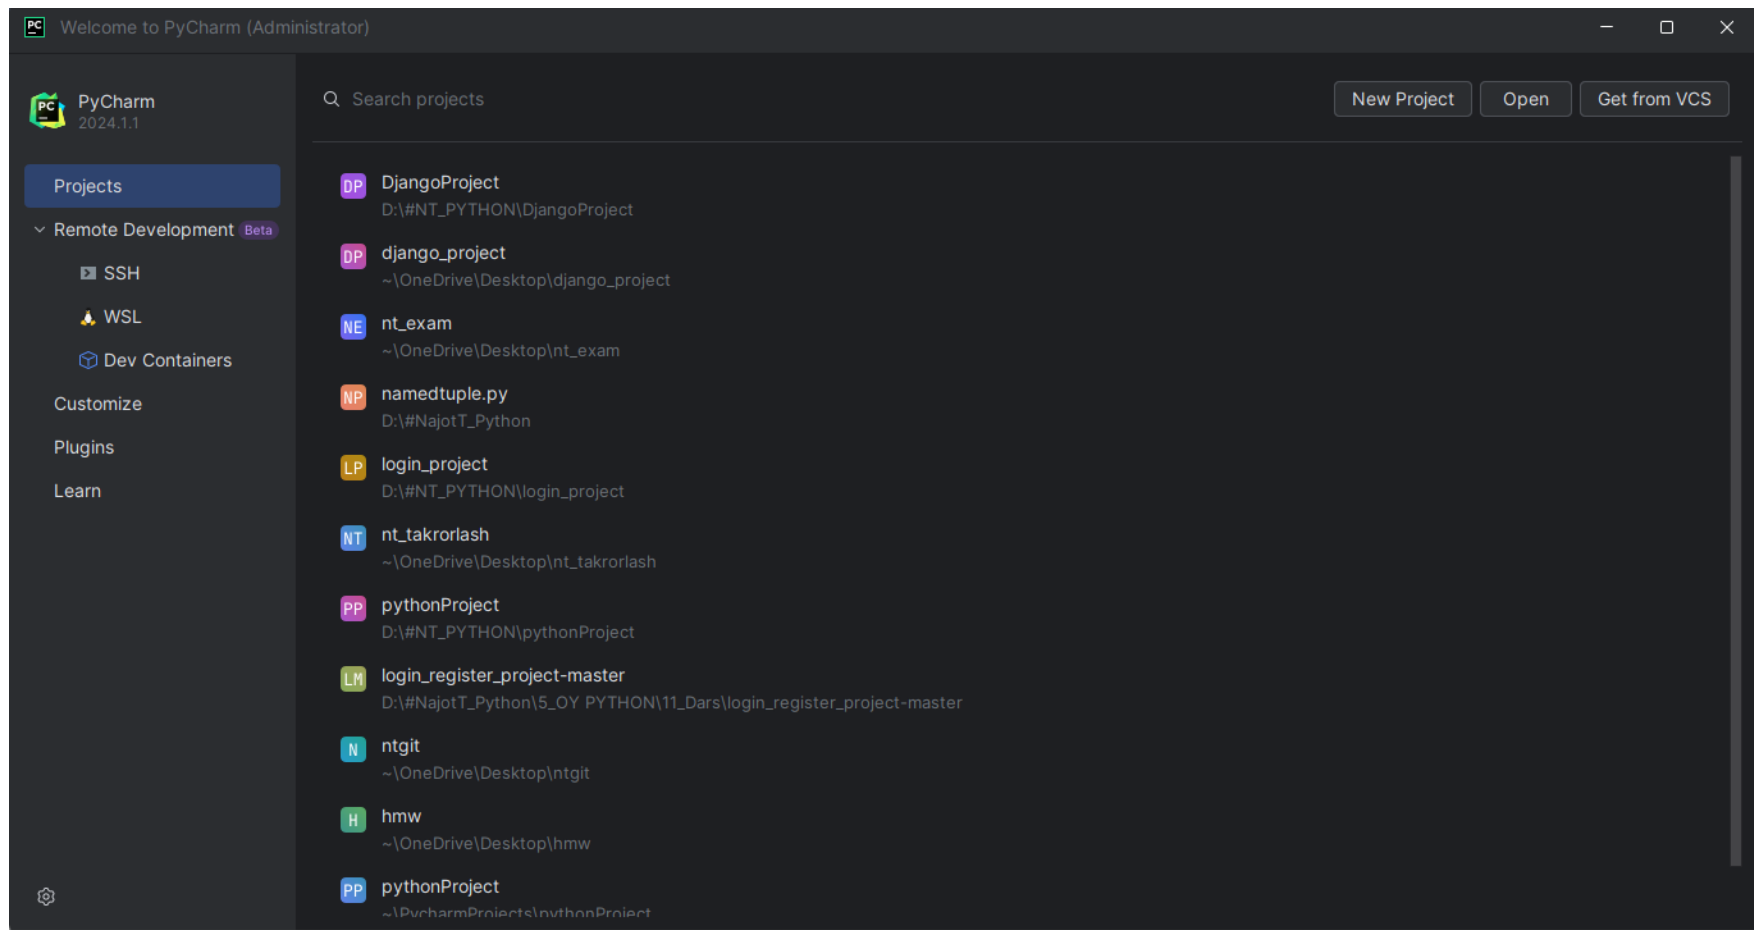 PC Welcome to PyCharm (Administrator)
PC PyCharm
2024.1.1
Search projects
New Project Open Get from VCS
Projects
Remote Development Beta
SSH
WSL
Dev Containers
Customize
Plugins
Learn
DP DjangoProject
D:\#NT_PYTHON\DjangoProject
DP django_project
~\OneDrive\Desktop\django_project
NE nt_exam
~\OneDrive\Desktop\nt_exam
NP namedtuple.py
D:\#NajotT_Python
LP login_project
D:\#NT_PYTHON\login_project
NT nt_takrorlash
~\OneDrive\Desktop\nt_takrorlash
PP pythonProject
D:\#NT_PYTHON\pythonProject
LM login_register_project-master
D:\#NajotT_Python\5_OY PYTHON\11_Dars\login_register_project-master
N ntgit
~\OneDrive\Desktop\ntgit
H hmw
~\OneDrive\Desktop\hmw
PP pythonProject
~\PycharmProjects\pythonProject